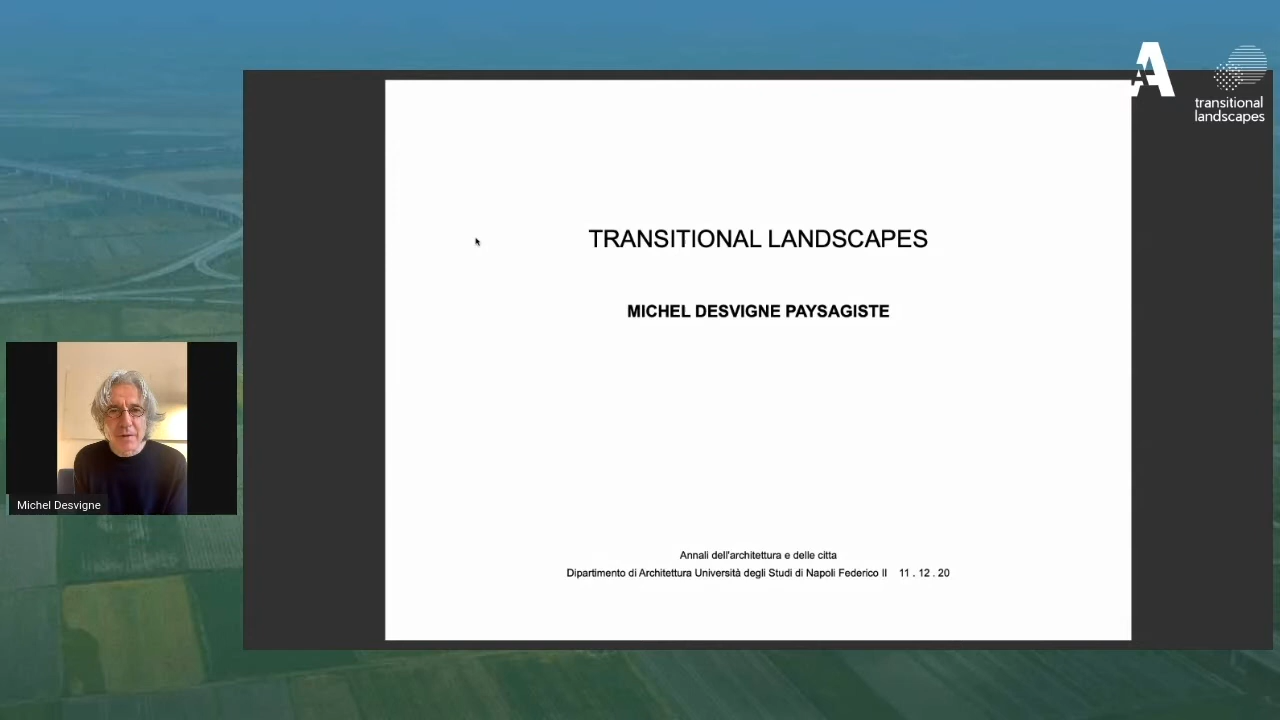 AA
transitional
landscapes
TRANSITIONAL LANDSCAPES
MICHEL DESVIGNE PAYSAGISTE
Michel Desvigne
Annali dell'architettura e delle citta
Dipartimento di Architettura Università degli Studi di Napoli Federico II 11 . 12 . 20